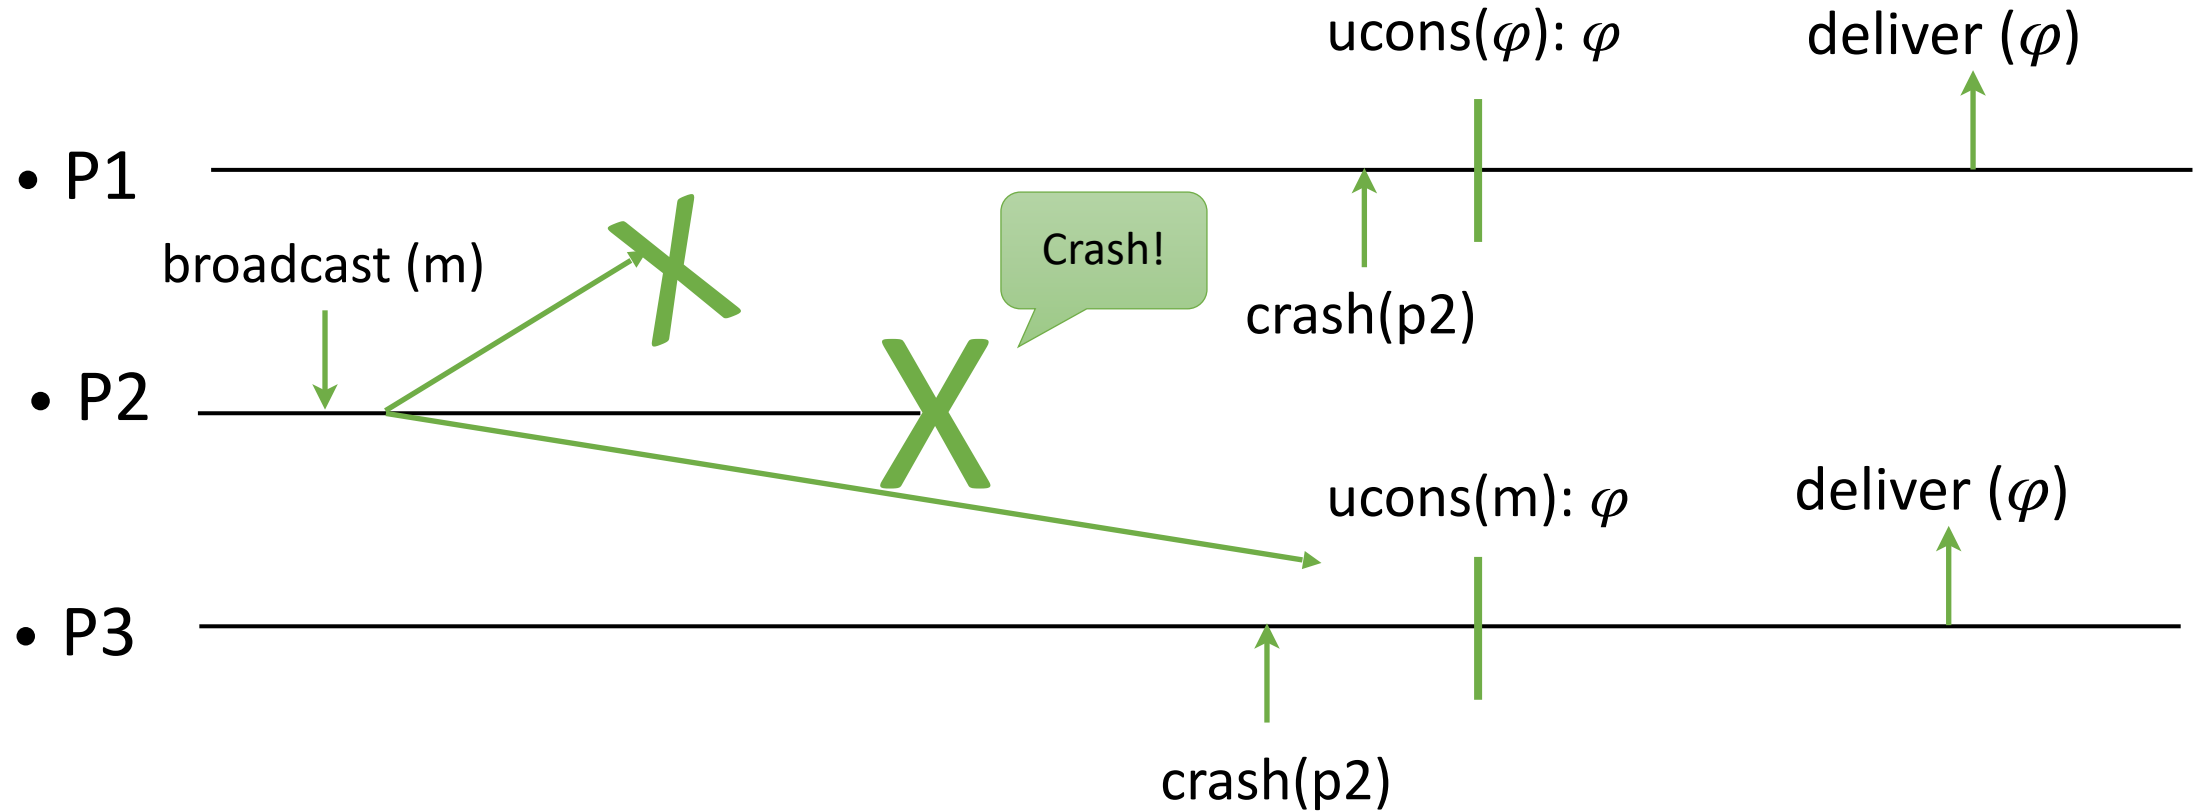 ucons(φ): φ
deliver (φ)
• P1
broadcast (m)
Crash!
crash(p2)
• P2
ucons(m): φ
deliver (φ)
• P3
crash(p2)